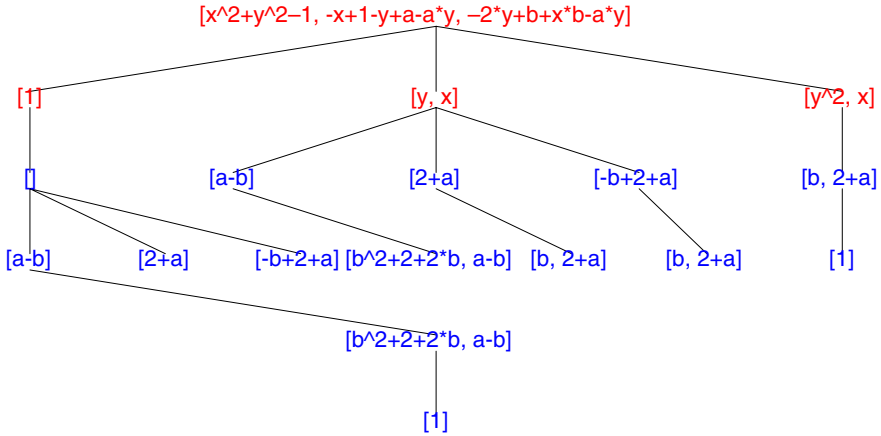 [x^2+y^2–1, -x+1-y+a-a*y, –2*y+b+x*b-a*y]
[1] [y, x] [y^2, x]
[] [a-b] [2+a] [-b+2+a] [b, 2+a]
[a-b] [2+a] [-b+2+a] [b^2+2+2*b, a-b] [b, 2+a] [b, 2+a] [1]
[b^2+2+2*b, a-b]
[1]